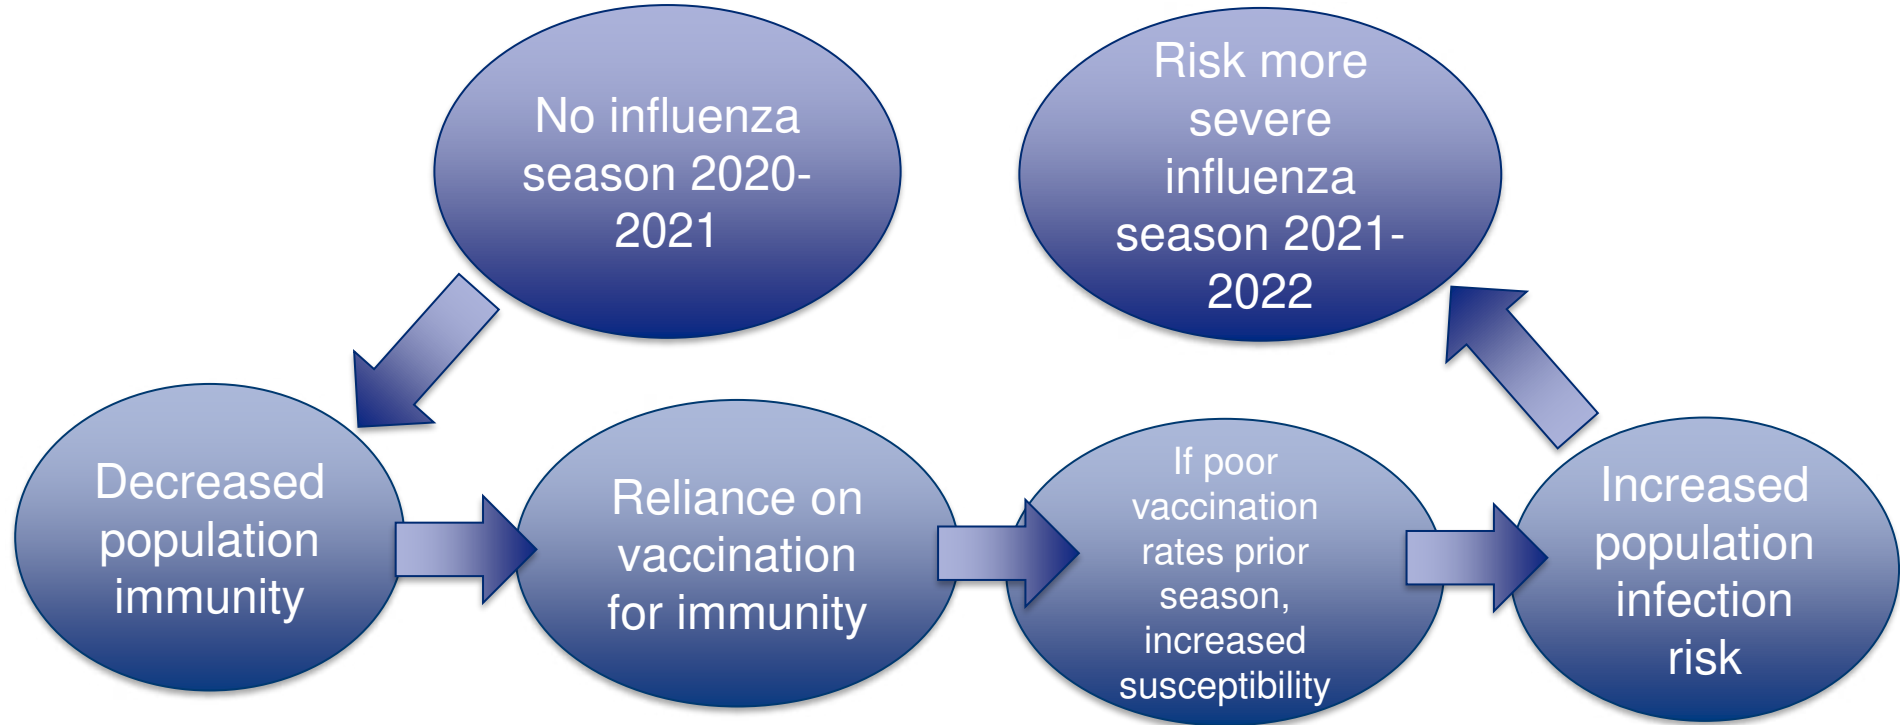 No influenza
season 2020-
2021
Risk more
severe
influenza
season 2021-
2022
Decreased
population
immunity
Reliance on
vaccination
for immunity
If poor
vaccination
rates prior
season,
increased
susceptibility
Increased
population
infection
risk